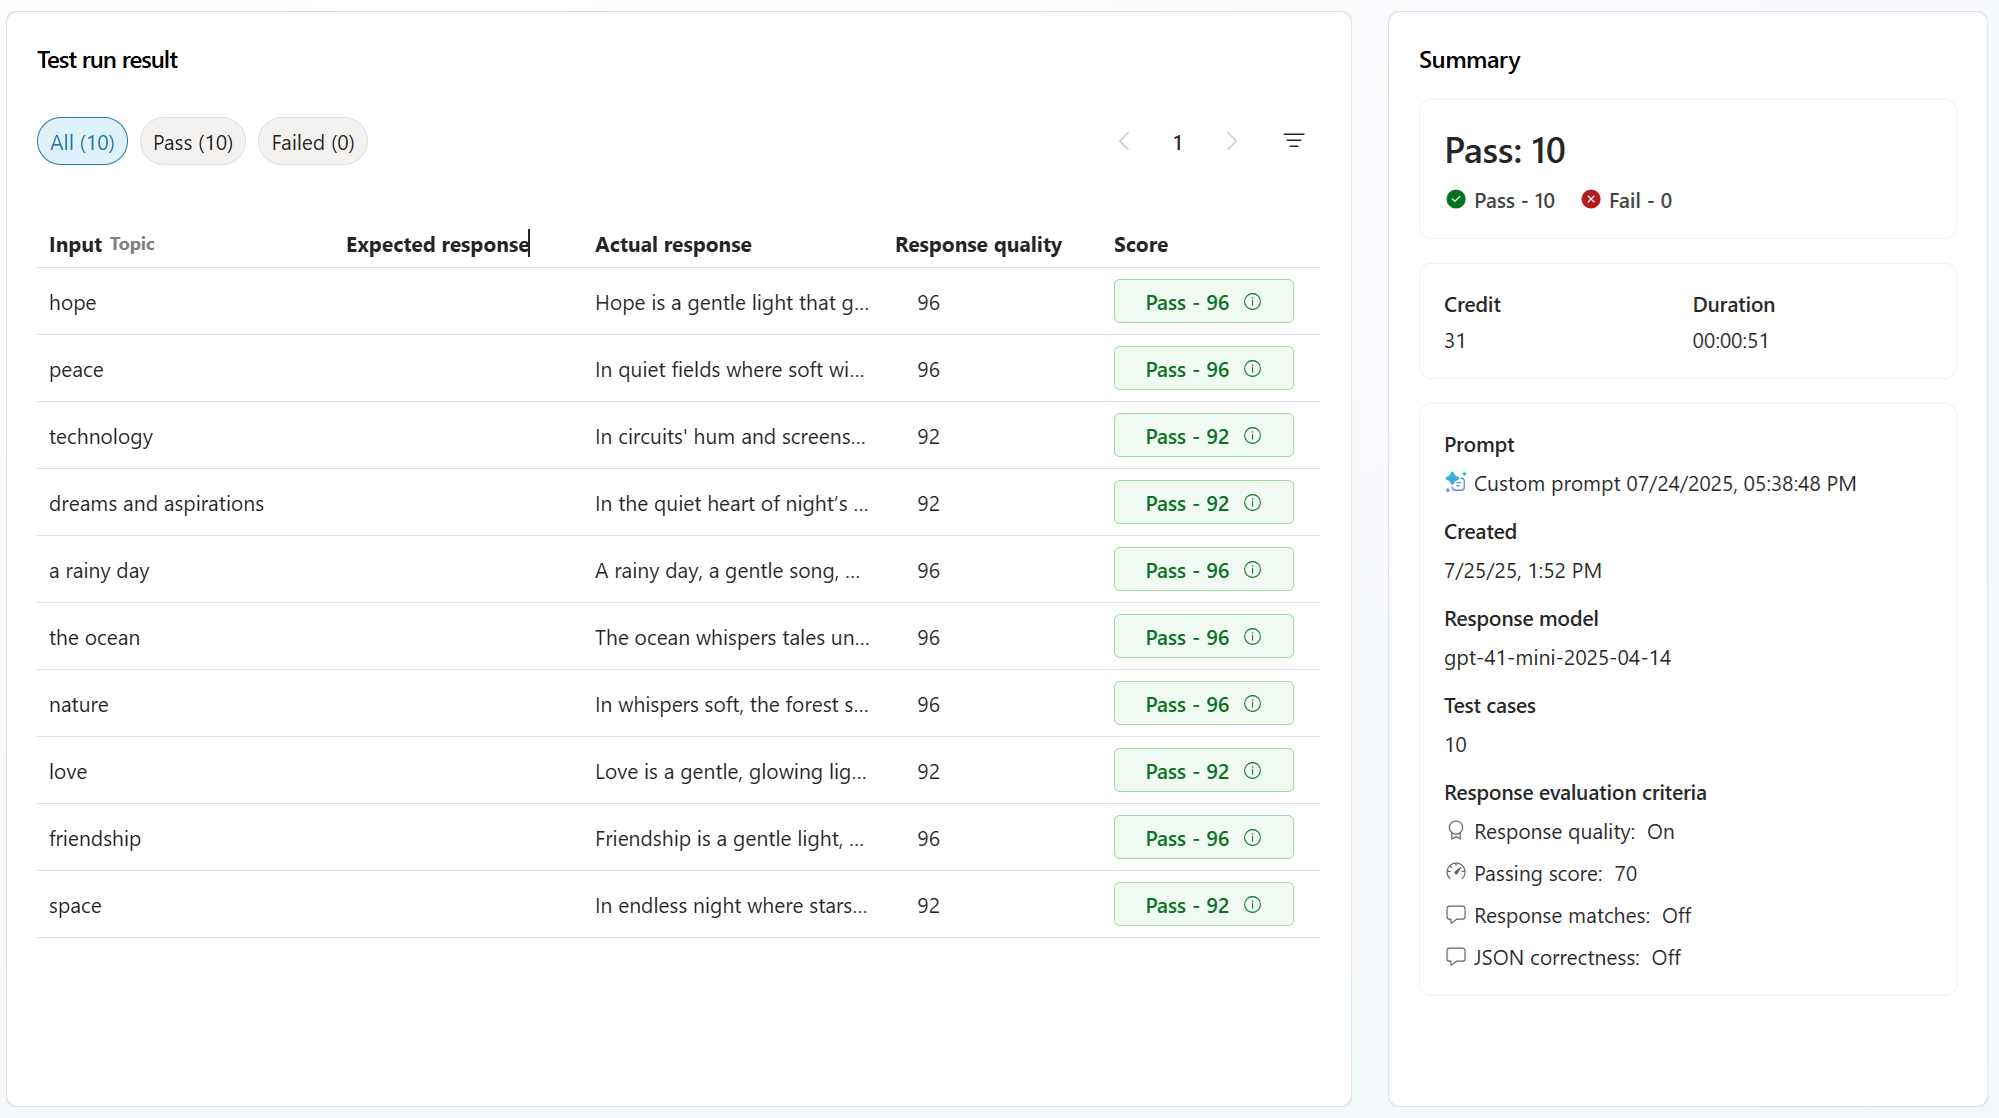 Test run result
All (10) Pass (10) Failed (0) 1
Input Topic Expected response Actual response Response quality Score
hope Hope is a gentle light that g... 96 Pass - 96
peace In quiet fields where soft wi... 96 Pass - 96
technology In circuits' hum and screens... 92 Pass - 92
dreams and aspirations In the quiet heart of night’s ... 92 Pass - 92
a rainy day A rainy day, a gentle song, ... 96 Pass - 96
the ocean The ocean whispers tales un... 96 Pass - 96
nature In whispers soft, the forest s... 96 Pass - 96
love Love is a gentle, glowing lig... 92 Pass - 92
friendship Friendship is a gentle light, ... 96 Pass - 96
space In endless night where stars... 92 Pass - 92
Summary
Pass: 10
Pass - 10 Fail - 0
Credit Duration
31 00:00:51
Prompt
Custom prompt 07/24/2025, 05:38:48 PM
Created
7/25/25, 1:52 PM
Response model
gpt-41-mini-2025-04-14
Test cases
10
Response evaluation criteria
Response quality: On
Passing score: 70
Response matches: Off
JSON correctness: Off